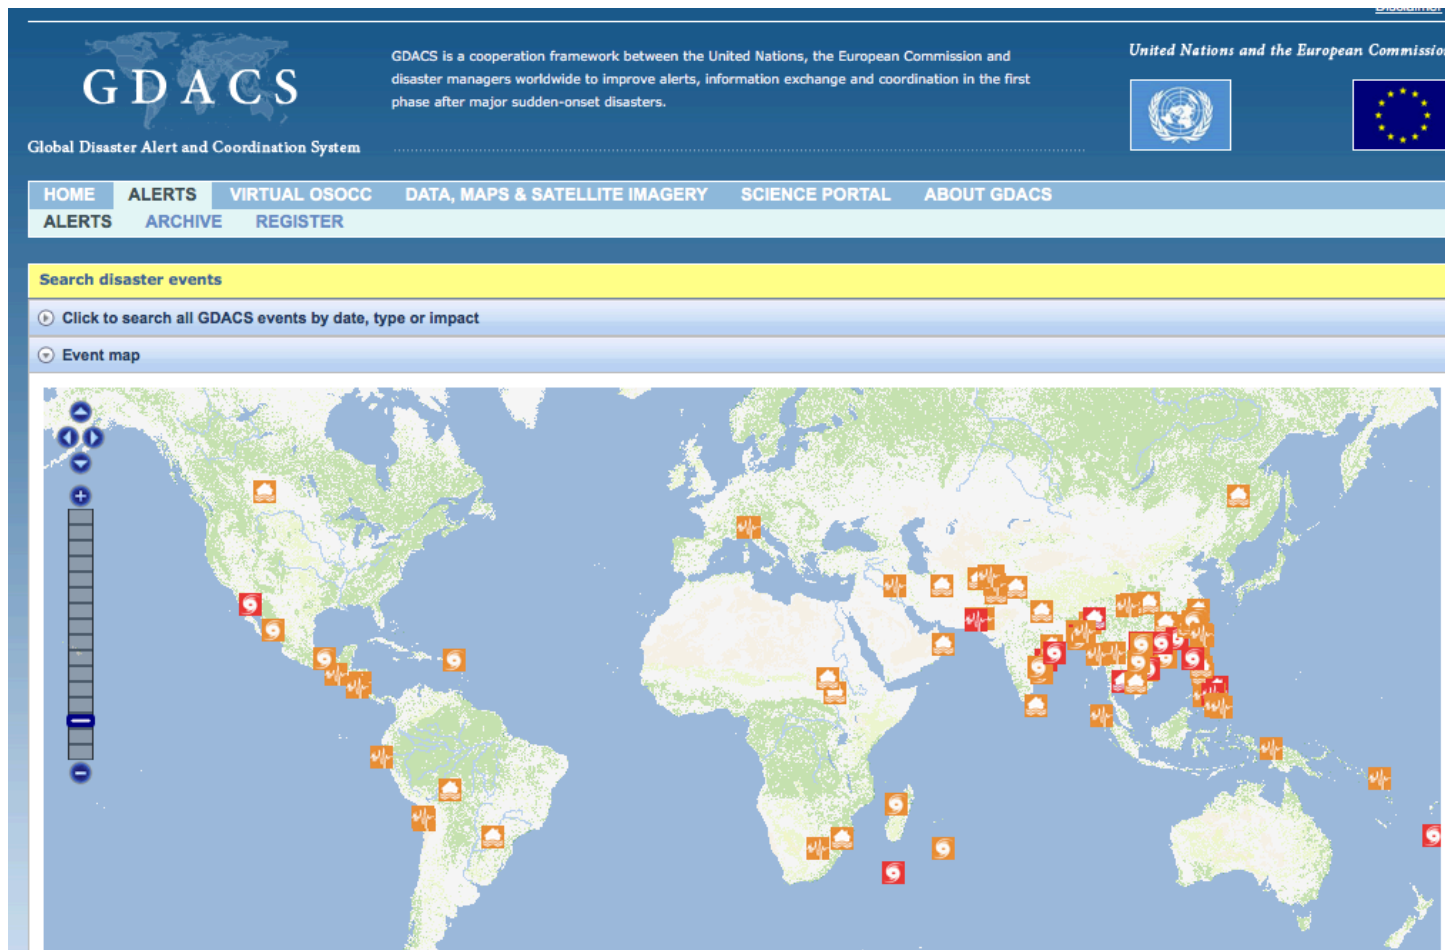 Disclaimer
GDACS
Global Disaster Alert and Coordination System
GDACS is a cooperation framework between the United Nations, the European Commission and
disaster managers worldwide to improve alerts, information exchange and coordination in the first
phase after major sudden-onset disasters.
United Nations and the European Commission
HOME ALERTS VIRTUAL OSOCC DATA, MAPS & SATELLITE IMAGERY SCIENCE PORTAL ABOUT GDACS
ALERTS ARCHIVE REGISTER
Search disaster events
Click to search all GDACS events by date, type or impact
Event map